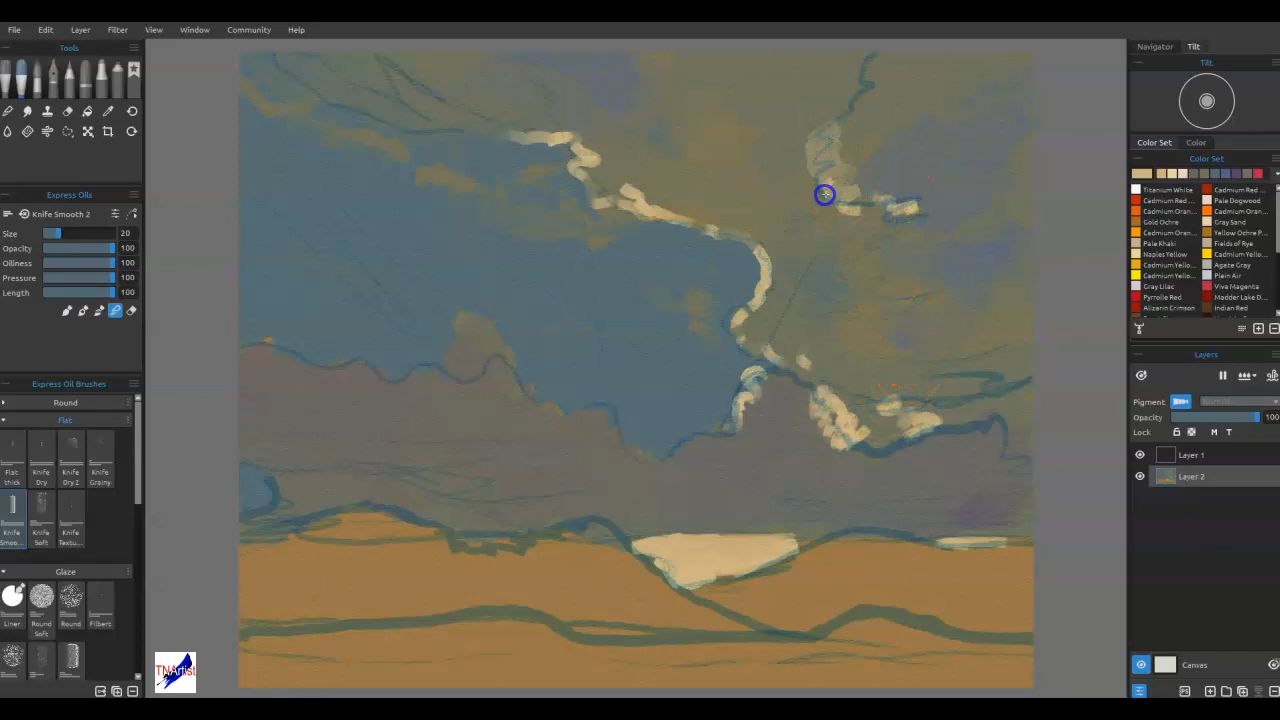 File Edit Layer Filter View Window Community Help
Tools
Express Oils
Knife Smooth 2
Size 20
Opacity 100
Oiliness 100
Pressure 100
Length 100
Express Oil Brushes
Round
Flat
Flat thick
Knife Dry
Knife Dry 2
Knife Grainy
Knife Smoo...
Knife Soft
Knife Textu...
Glaze
Liner
Round Soft
Round
Filbert
TNArtist
Navigator Tilt
Tilt
Color Set Color
Color Set
Titanium White Cadmium Red ...
Cadmium Red ... Pale Dogwood
Cadmium Oran... Gray Sand
Gold Ochre Yellow Ochre P...
Cadmium Oran... Burnt
Pale Khaki Fields of Rye
Naples Yellow Cadmium Yello...
Cadmium Yello... Agate Gray
Cadmium Yello... Plein Air
Gray Lilac Viva Magenta
Pyrrolle Red Madder Lake D...
Alizarin Crimson Indian Red
Layers
Pigment
Opacity 100
Lock M T
Layer 1
Layer 2
Canvas
PS